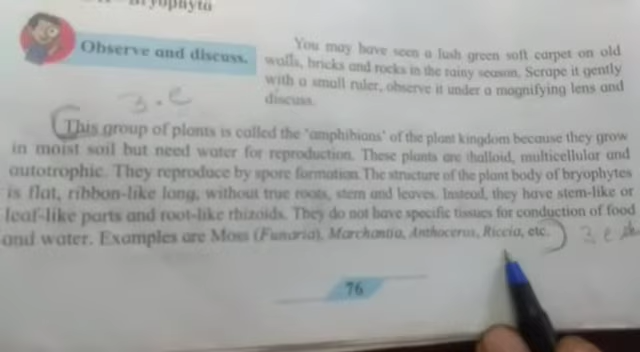 Bryophyta
Observe and discuss.
You may have seen a lush green soft carpet on old
walls, bricks and rocks in the rainy season. Scrape it gently
with a small ruler, observe it under a magnifying lens and
discuss.
3.e
This group of plants is called the 'amphibians' of the plant kingdom because they grow
in moist soil but need water for reproduction. These plants are thalloid, multicellular and
autotrophic. They reproduce by spore formation. The structure of the plant body of bryophytes
is flat, ribbon-like long, without true roots, stem and leaves. Instead, they have stem-like or
leaf-like parts and root-like rhizoids. They do not have specific tissues for conduction of food
and water. Examples are Moss (Funaria), Marchantia, Anthoceros, Riccia, etc.
76